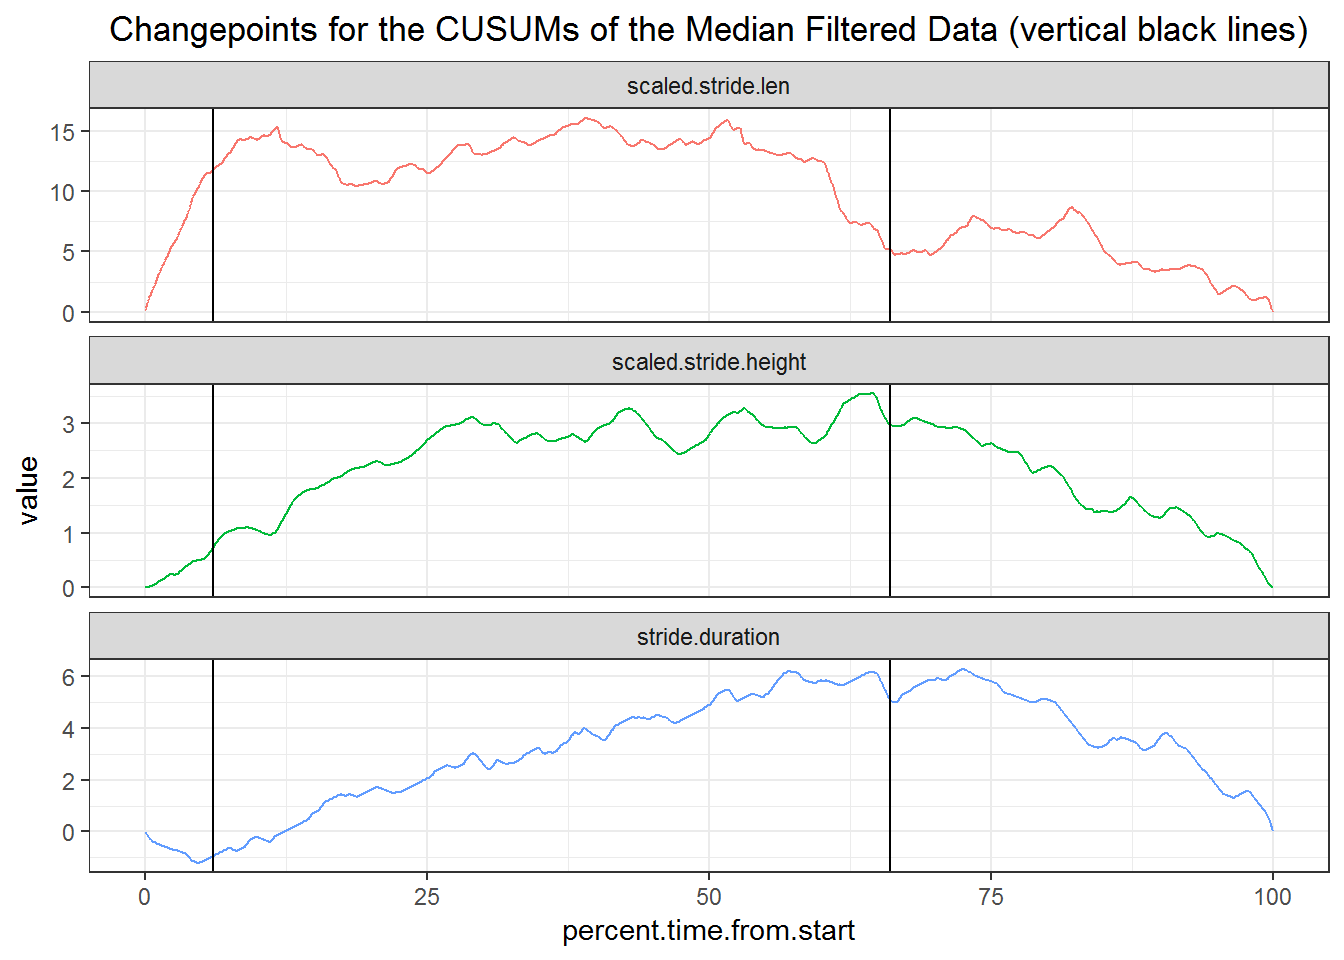 Changepoints for the CUSUMs of the Median Filtered Data (vertical black lines)
scaled.stride.len
15
10
5
0
scaled.stride.height
3
2
1
0
value
stride.duration
6
4
2
0
0 25 50 75 100
percent.time.from.start